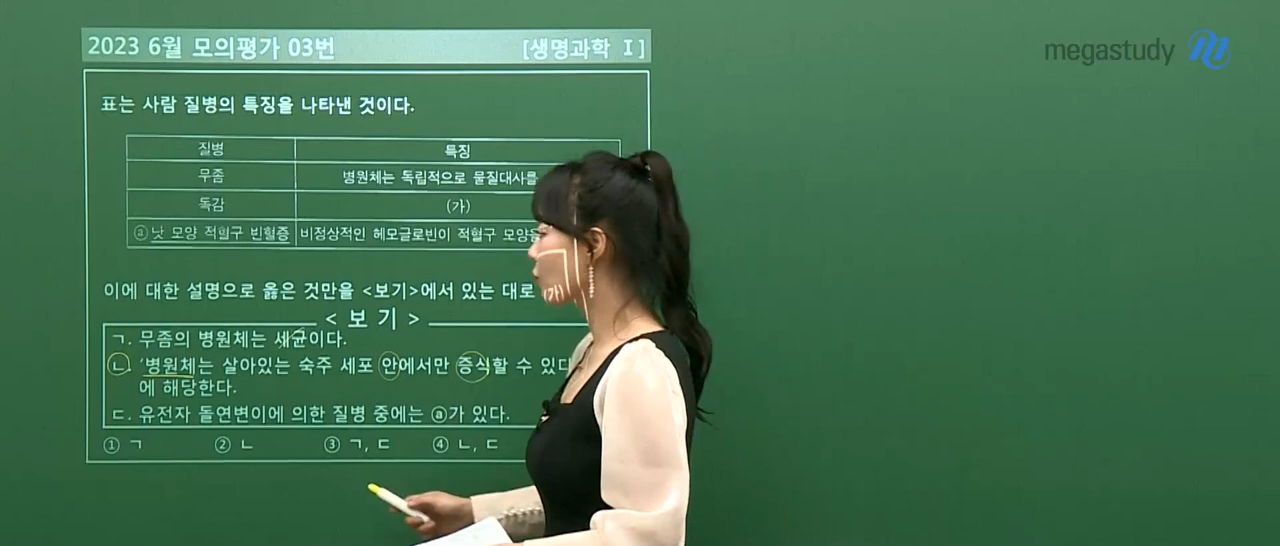 2023 6월 모의평가 03번 [생명과학 Ⅰ]
megastudy
표는 사람 질병의 특징을 나타낸 것이다.
질병 특징
무좀 병원체는 독립적으로 물질대사를
독감 (가)
ⓐ낫 모양 적혈구 빈혈증 비정상적인 헤모글로빈이 적혈구 모양을
이에 대한 설명으로 옳은 것만을 <보기>에서 있는 대로
< 보 기 >
ㄱ. 무좀의 병원체는 세균이다.
ㄴ. ‘병원체는 살아있는 숙주 세포 안에서만 증식할 수 있다
에 해당한다.
ㄷ. 유전자 돌연변이에 의한 질병 중에는 ⓐ가 있다.
① ㄱ ② ㄴ ③ ㄱ, ㄷ ④ ㄴ, ㄷ